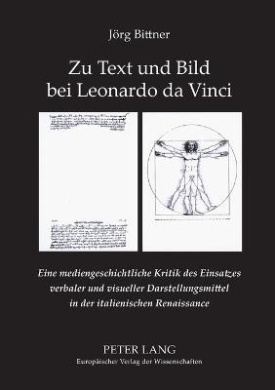 Jörg Bittner
Zu Text und Bild
bei Leonardo da Vinci
Eine mediengeschichtliche Kritik des Einsatzes
verbaler und visueller Darstellungsmittel
in der italienischen Renaissance
PETER LANG
Europäischer Verlag der Wissenschaften